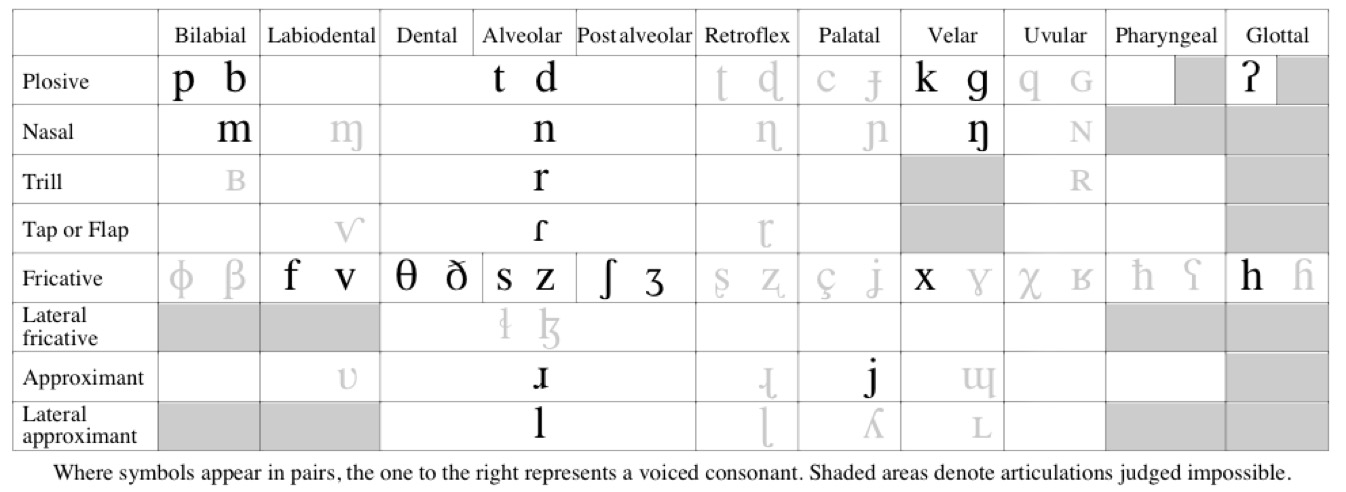 Bilabial Labiodental Dental Alveolar Postalveolar Retroflex Palatal Velar Uvular Pharyngeal Glottal
Plosive p b t d ʈ ɖ c ɟ k ɡ q ɢ ʔ
Nasal m ɱ n ɳ ɲ ŋ ɴ
Trill ʙ r ʀ
Tap or Flap ⱱ ɾ ɽ
Fricative ɸ β f v θ ð s z ʃ ʒ ʂ ʐ ç ʝ x ɣ χ ʁ ħ ʕ h ɦ
Lateral
fricative ɬ ɮ
Approximant ʋ ɹ ɻ j ɰ
Lateral
approximant l ɭ ʎ ʟ
Where symbols appear in pairs, the one to the right represents a voiced consonant. Shaded areas denote articulations judged impossible.